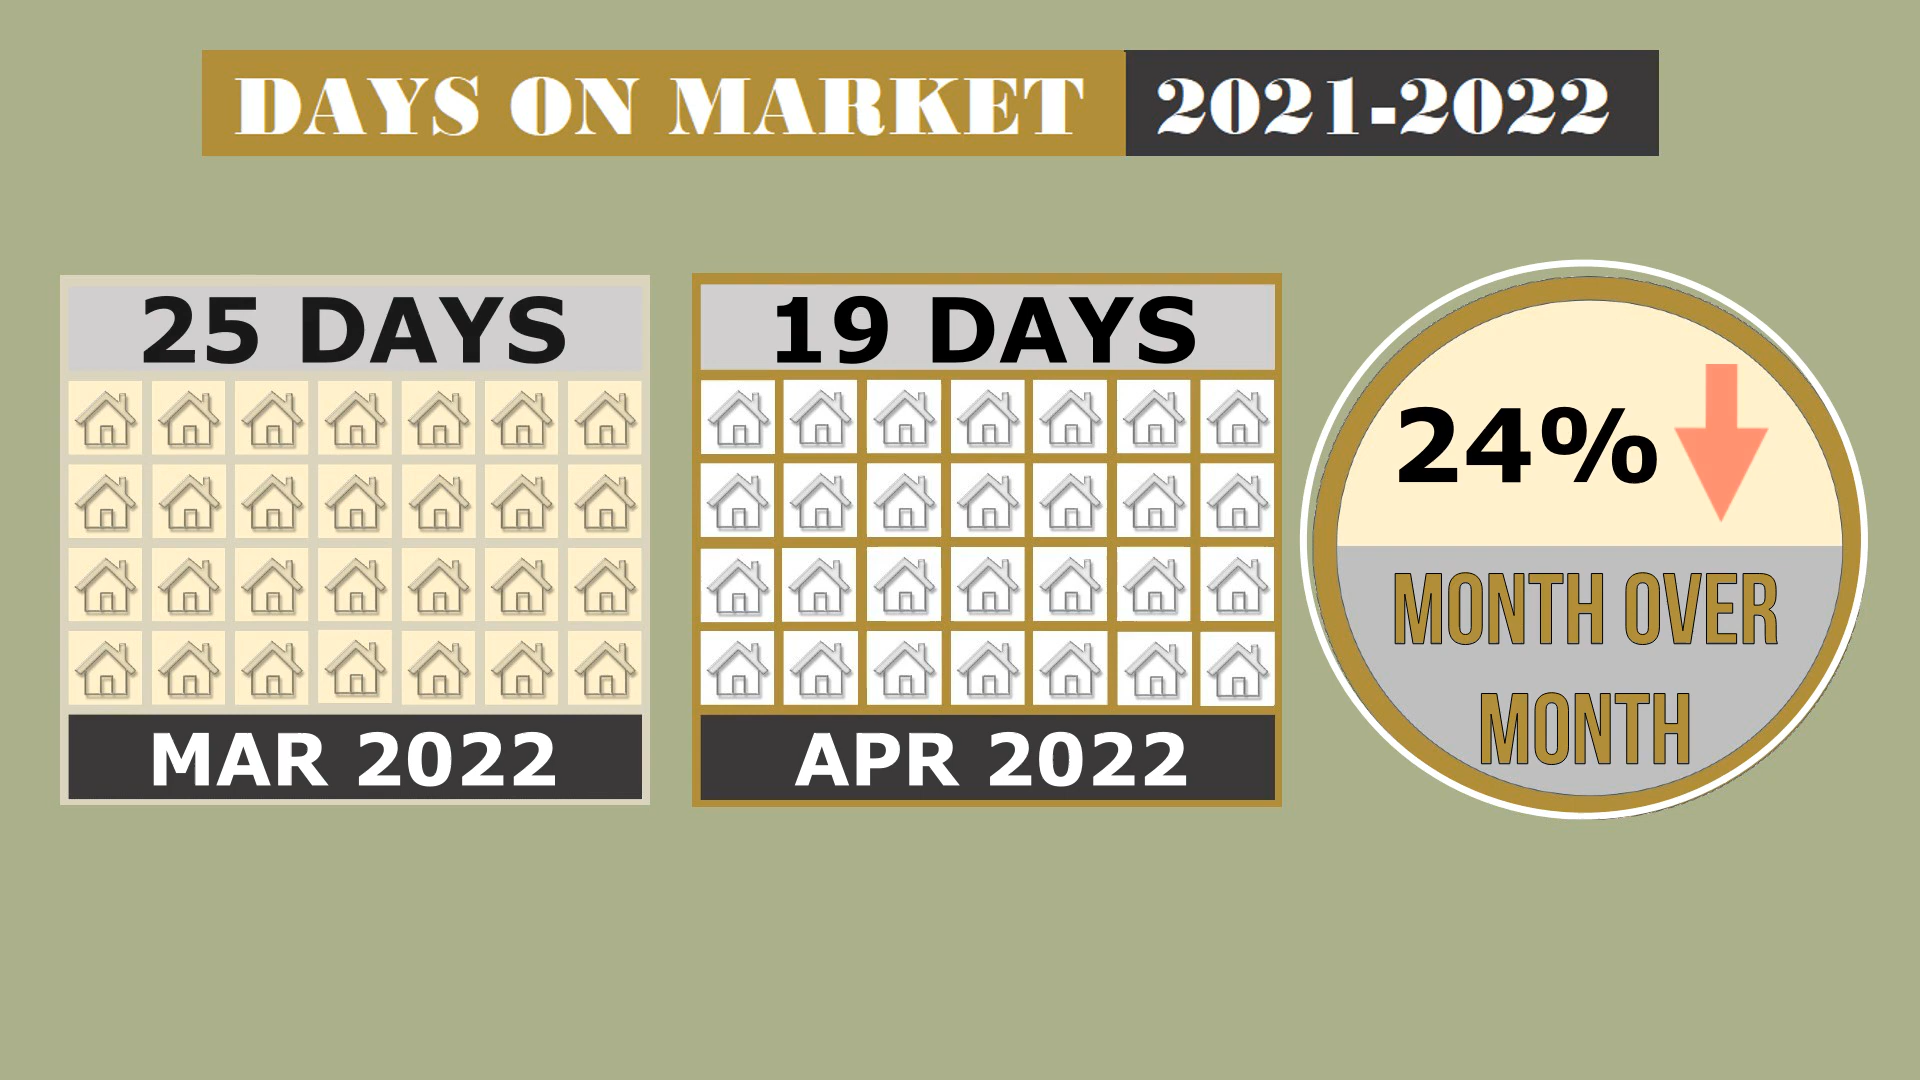 DAYS ON MARKET 2021-2022
25 DAYS
MAR 2022
19 DAYS
APR 2022
24%
MONTH OVER
MONTH